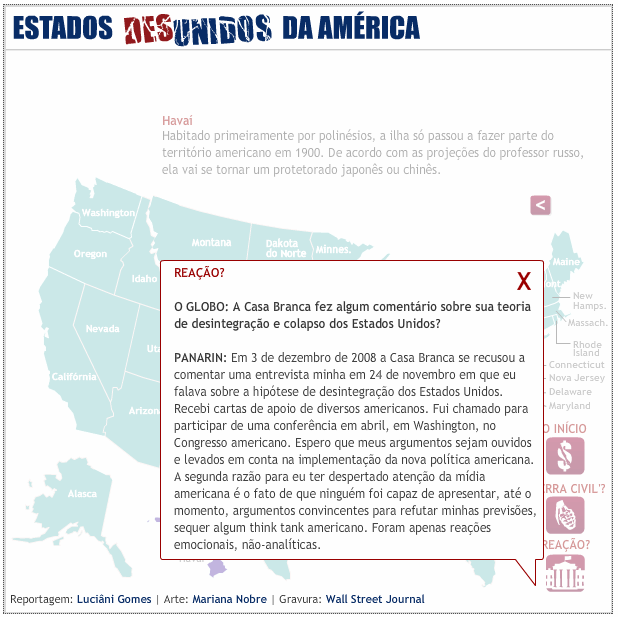 ESTADOS DESUNIDOS DA AMÉRICA
Havaí
Habitado primeiramente por polinésios, a ilha só passou a fazer parte do
território americano em 1900. De acordo com as projeções do professor russo,
ela vai se tornar um protetorado japonês ou chinês.
<
Washington
Oregon
Idaho
Montana
Dakota
do Norte
Minnes.
Nevada
Califórnia
Arizon
Alasca
Maine
New
Hamps.
Massach.
Rhode
Island
Connecticut
Nova Jersey
Delaware
Maryland
REAÇÃO?
X
O GLOBO: A Casa Branca fez algum comentário sobre sua teoria
de desintegração e colapso dos Estados Unidos?
PANARIN: Em 3 de dezembro de 2008 a Casa Branca se recusou a
comentar uma entrevista minha em 24 de novembro em que eu
falava sobre a hipótese de desintegração dos Estados Unidos.
Recebi cartas de apoio de diversos americanos. Fui chamado para
participar de uma conferência em abril, em Washington, no
Congresso americano. Espero que meus argumentos sejam ouvidos
e levados em conta na implementação da nova política americana.
A segunda razão para eu ter despertado atenção da mídia
americana é o fato de que ninguém foi capaz de apresentar, até o
momento, argumentos convincentes para refutar minhas previsões,
sequer algum think tank americano. Foram apenas reações
emocionais, não-analíticas.
O INÍCIO
$
ERRA CIVIL'?
REAÇÃO?
Reportagem: Luciâni Gomes | Arte: Mariana Nobre | Gravura: Wall Street Journal